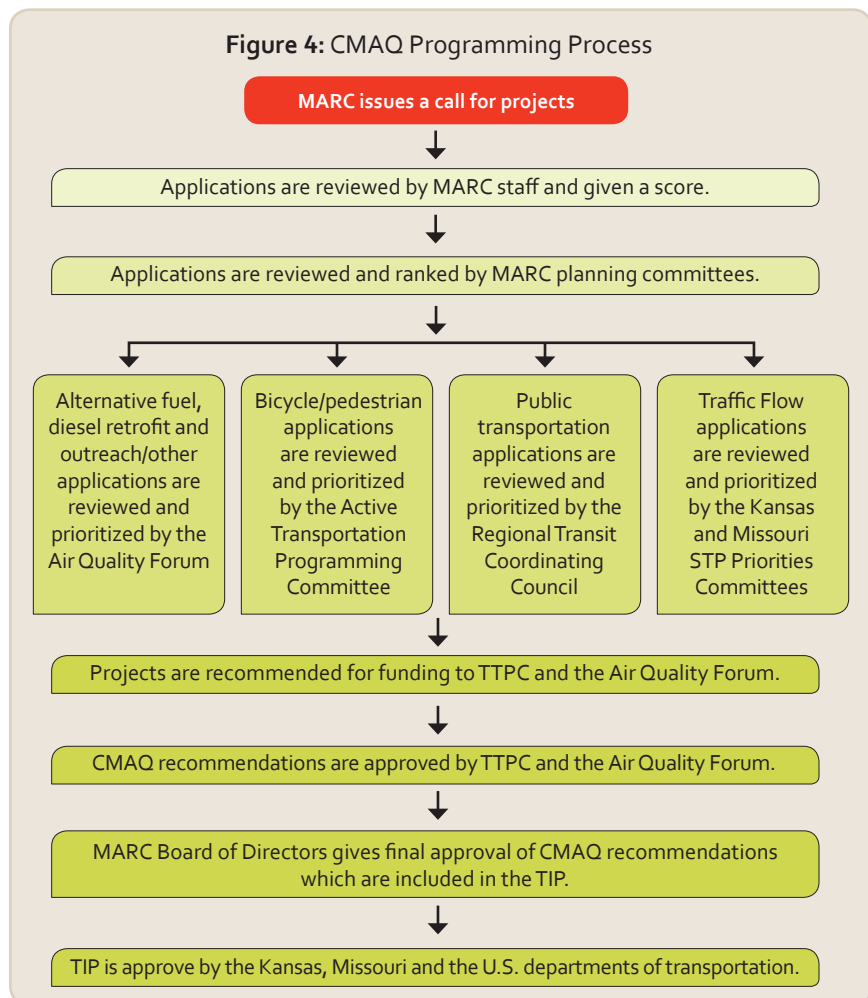 Figure 4: CMAQ Programming Process
MARC issues a call for projects
Applications are reviewed by MARC staff and given a score.
Applications are reviewed and ranked by MARC planning committees.
Alternative fuel,
diesel retrofit and
outreach/other
applications are
reviewed and
prioritized by the
Air Quality Forum
Bicycle/pedestrian
applications
are reviewed
and prioritized
by the Active
Transportation
Programming
Committee
Public
transportation
applications are
reviewed and
prioritized by the
Regional Transit
Coordinating
Council
Traffic Flow
applications
are reviewed
and prioritized
by the Kansas
and Missouri
STP Priorities
Committees
Projects are recommended for funding to TTPC and the Air Quality Forum.
CMAQ recommendations are approved by TTPC and the Air Quality Forum.
MARC Board of Directors gives final approval of CMAQ recommendations
which are included in the TIP.
TIP is approve by the Kansas, Missouri and the U.S. departments of transportation.